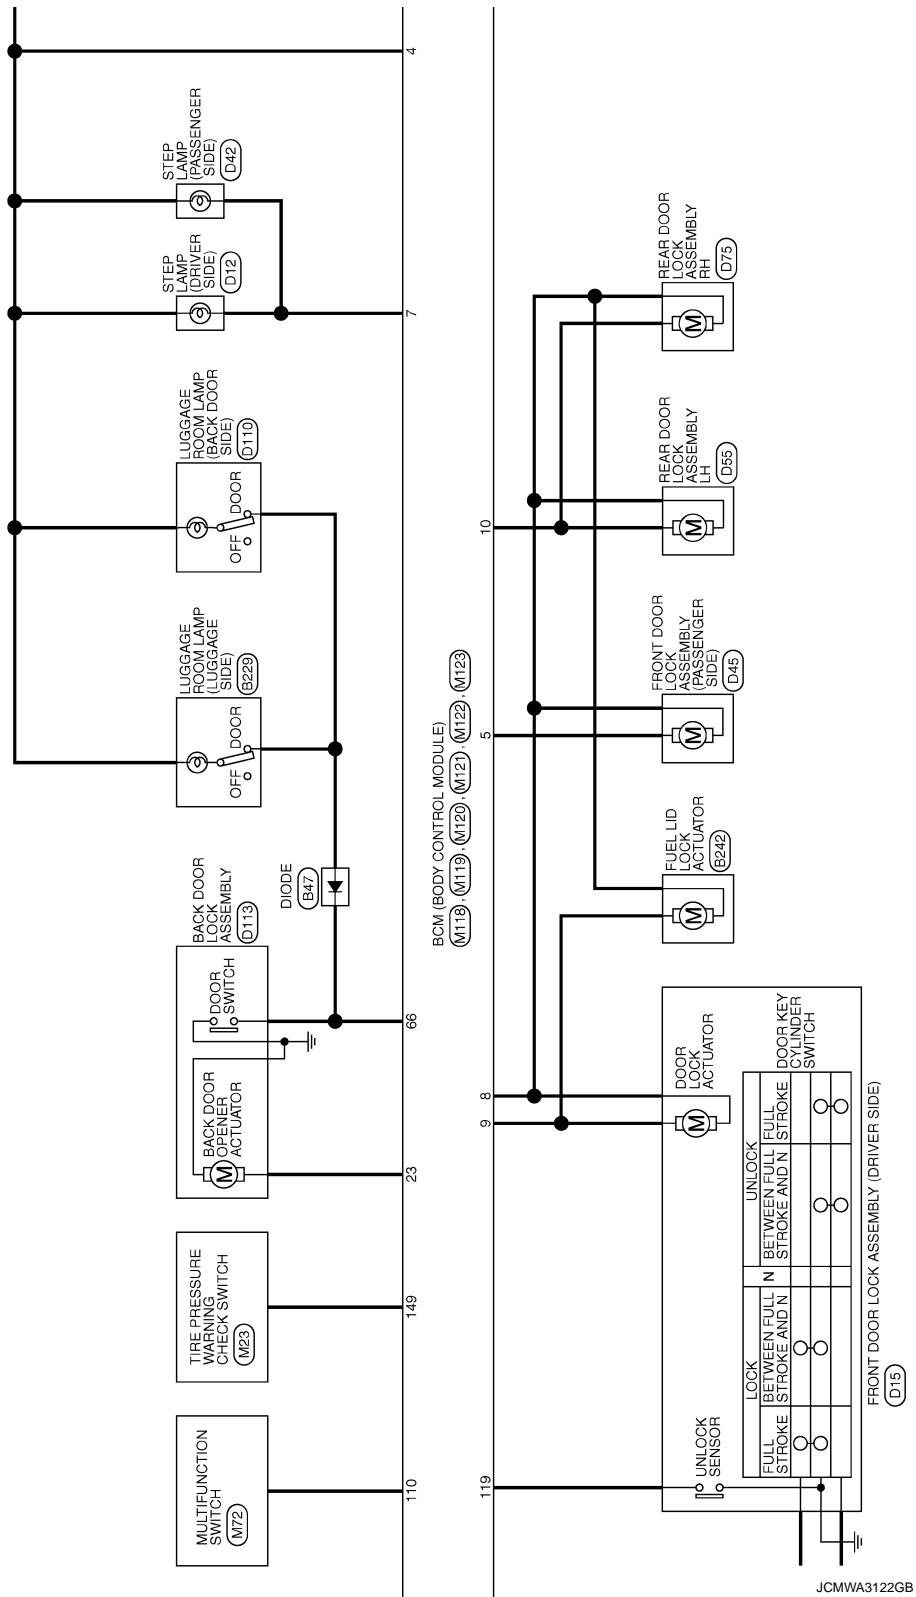 MULTIFUNCTION
SWITCH
M72
110
TIRE PRESSURE
WARNING
CHECK SWITCH
M23
149
BACK DOOR
LOCK
ASSEMBLY
D113
BACK DOOR
OPENER
ACTUATOR
M
DOOR
SWITCH
23
66
DIODE
B47
LUGGAGE
ROOM LAMP
(LUGGAGE
SIDE)
B229
OFF
DOOR
LUGGAGE
ROOM LAMP
(BACK DOOR
SIDE)
D110
OFF
DOOR
STEP
LAMP
(DRIVER
SIDE)
D12
STEP
LAMP
(PASSENGER
SIDE)
D42
7
4
BCM (BODY CONTROL MODULE)
M118 , M119 , M120 , M121 , M122 , M123
119
9
8
5
10
UNLOCK
SENSOR
DOOR
LOCK
ACTUATOR
M
LOCK
UNLOCK
FULL
STROKE
BETWEEN FULL
STROKE AND N
N
BETWEEN FULL
STROKE AND N
FULL
STROKE
DOOR KEY
CYLINDER
SWITCH
FRONT DOOR LOCK ASSEMBLY (DRIVER SIDE)
D15
FUEL LID
LOCK
ACTUATOR
B242
M
FRONT DOOR
LOCK
ASSEMBLY
(PASSENGER
SIDE)
D45
M
REAR DOOR
LOCK
ASSEMBLY
LH
D55
M
REAR DOOR
LOCK
ASSEMBLY
RH
D75
M
JCMWA3122GB